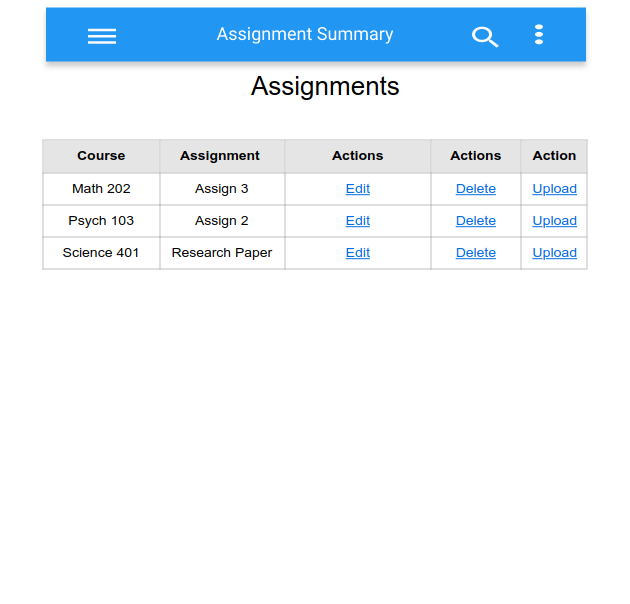 Assignment Summary
Assignments
Course Assignment Actions Actions Action
Math 202 Assign 3 Edit Delete Upload
Psych 103 Assign 2 Edit Delete Upload
Science 401 Research Paper Edit Delete Upload